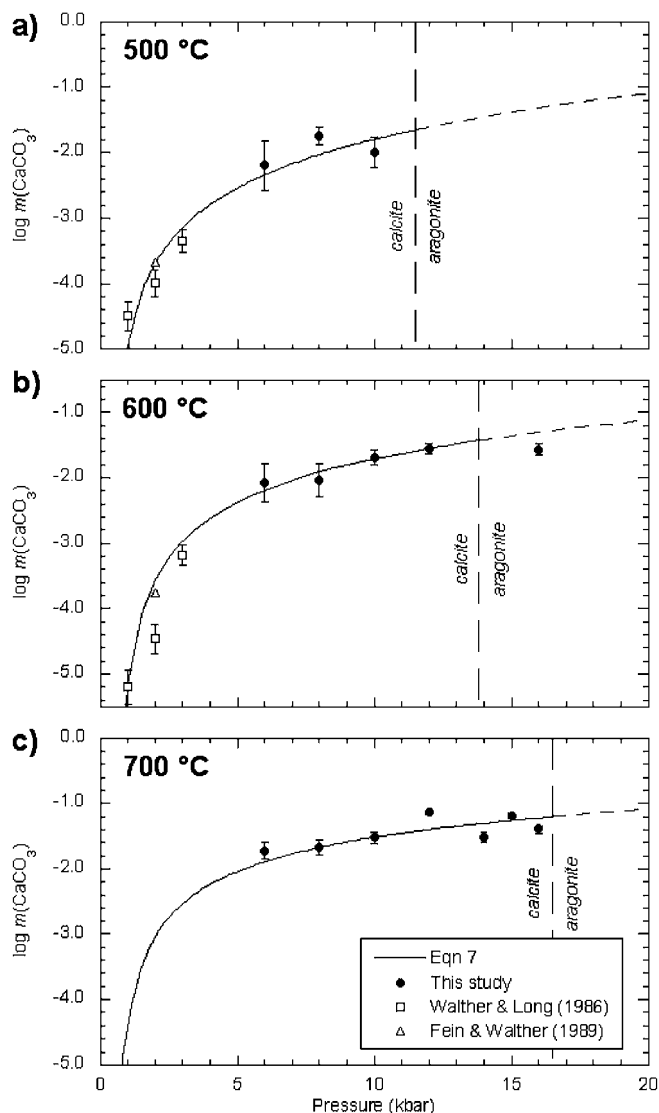 a)
500 °C
0.0
-1.0
-2.0
-3.0
-4.0
-5.0
log m(CaCO₃)
calcite
aragonite
b)
600 °C
-1.0
-2.0
-3.0
-4.0
-5.0
log m(CaCO₃)
calcite
aragonite
c)
700 °C
0.0
-1.0
-2.0
-3.0
-4.0
-5.0
log m(CaCO₃)
calcite
aragonite
Eqn 7
This study
Walther & Long (1986)
Fein & Walther (1989)
0 5 10 15 20
Pressure (kbar)